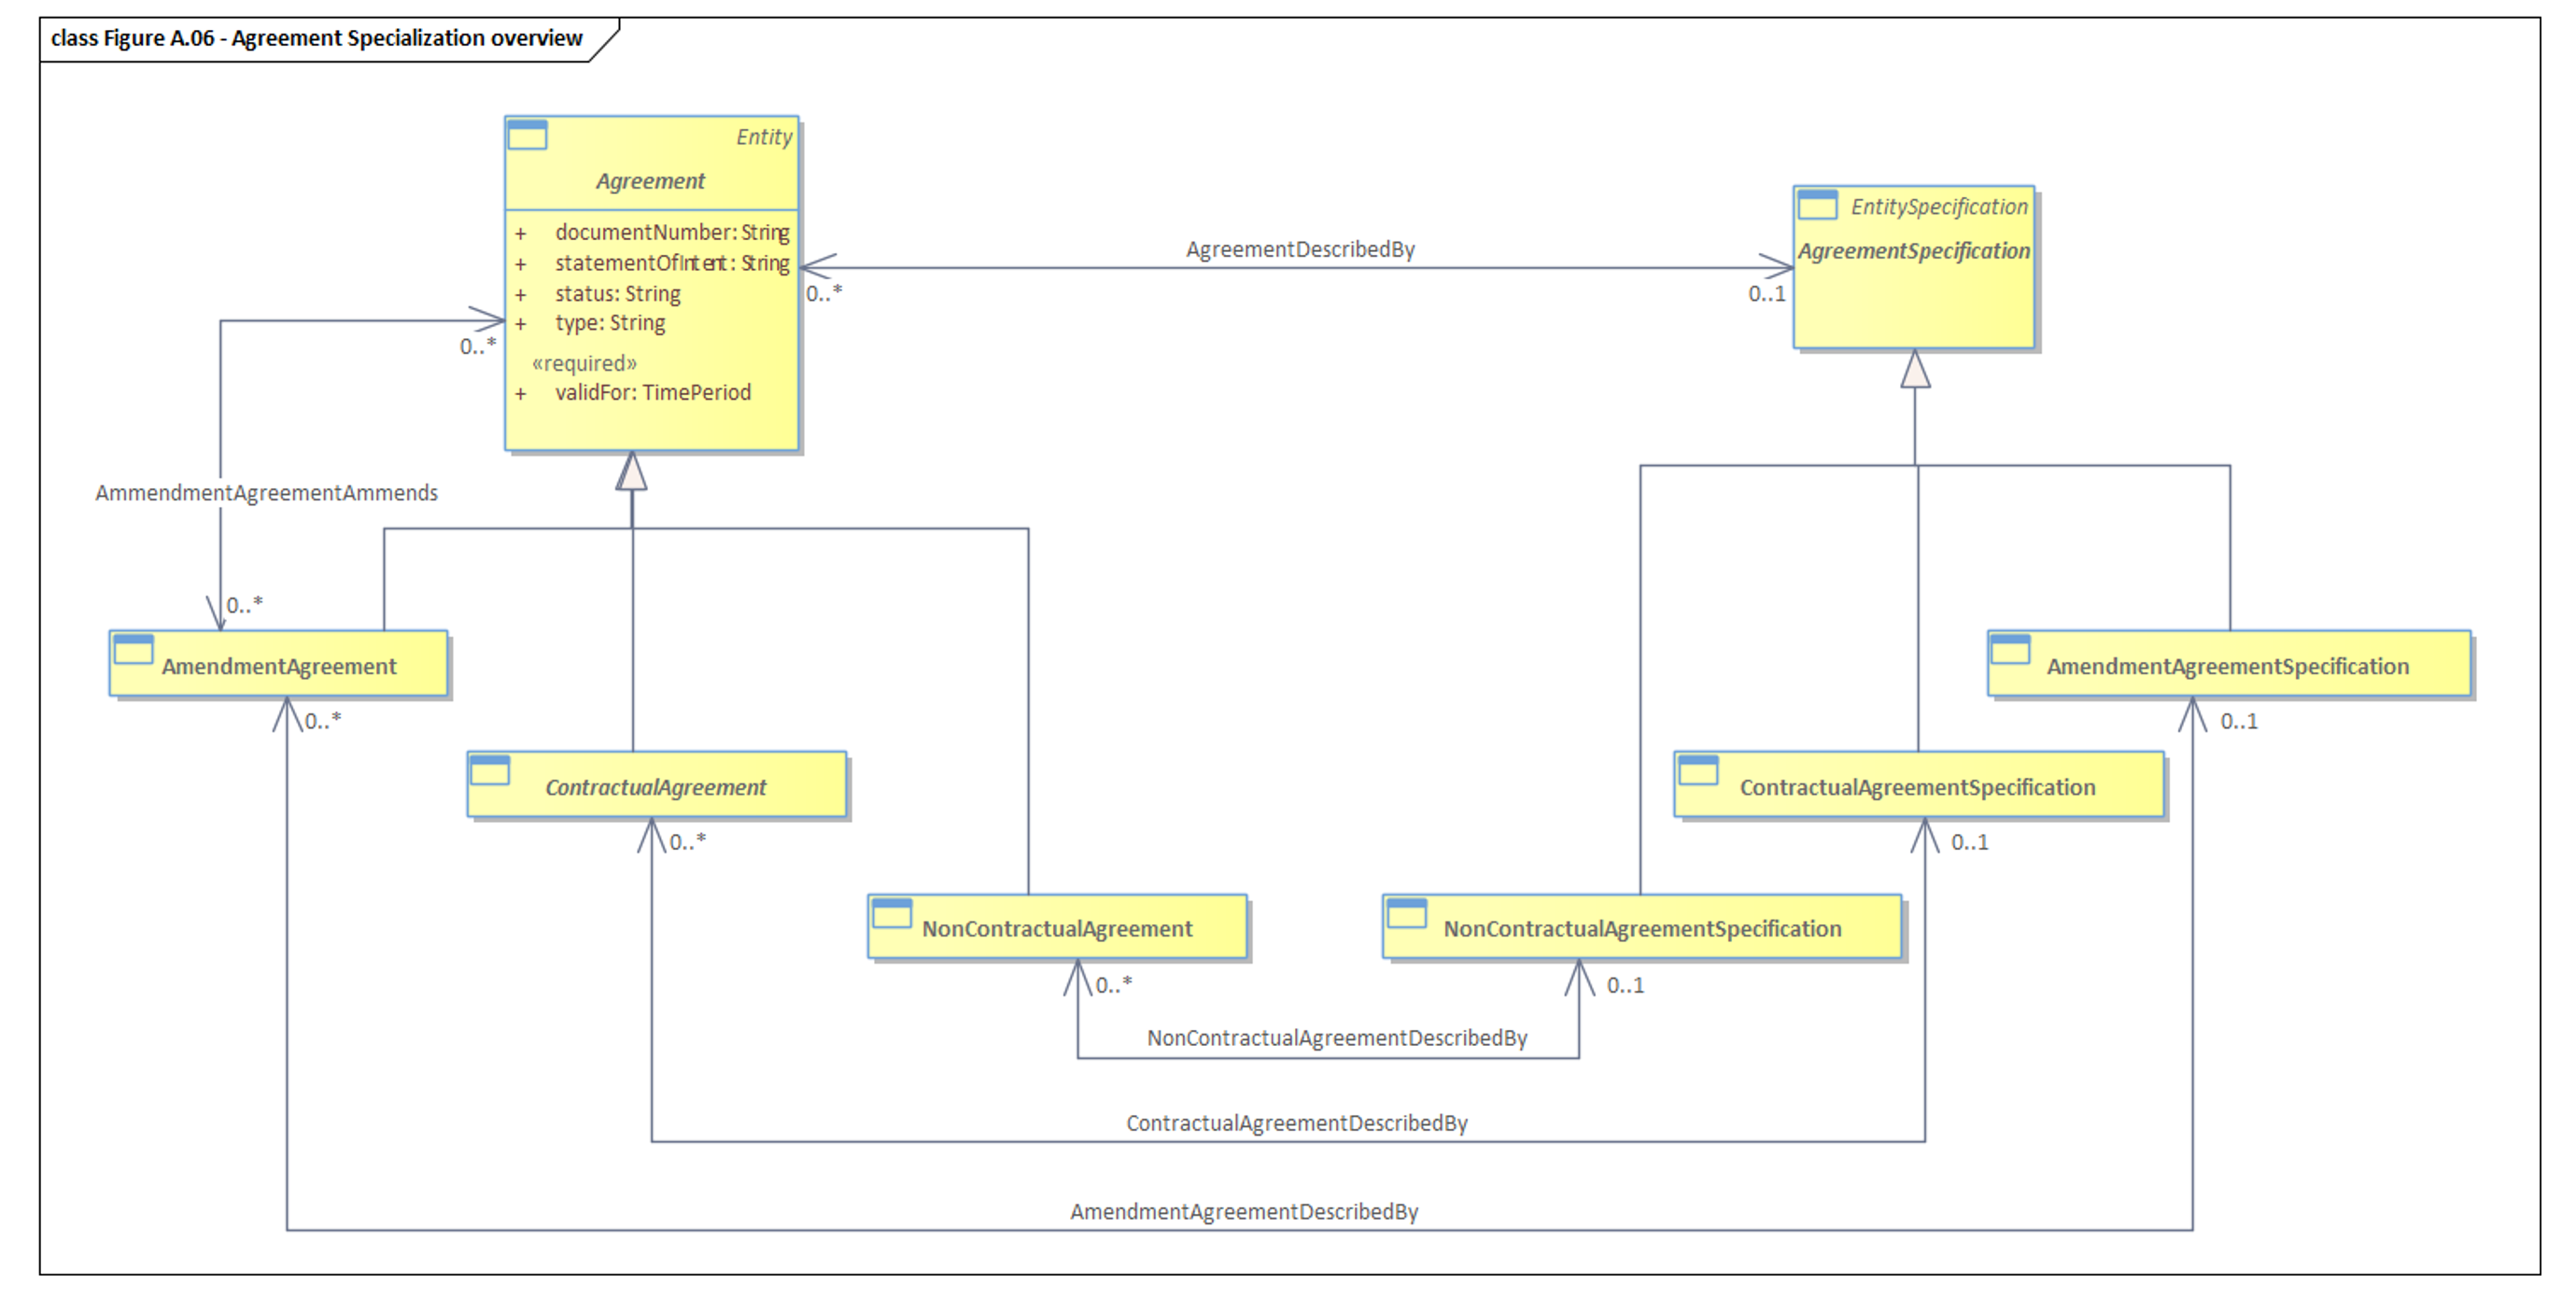 class Figure A.06 - Agreement Specialization overview
Entity
Agreement
+ documentNumber: String
+ statementOfIntent: String
+ status: String
+ type: String
«required»
+ validFor: TimePeriod
EntitySpecification
AgreementSpecification
AgreementDescribedBy
0..*
0..1
0..*
AmmendmentAgreementAmmends
0..*
AmendmentAgreement
0..*
AmendmentAgreementSpecification
0..1
ContractualAgreement
0..*
ContractualAgreementSpecification
0..1
NonContractualAgreement
0..*
NonContractualAgreementSpecification
0..1
NonContractualAgreementDescribedBy
ContractualAgreementDescribedBy
AmendmentAgreementDescribedBy